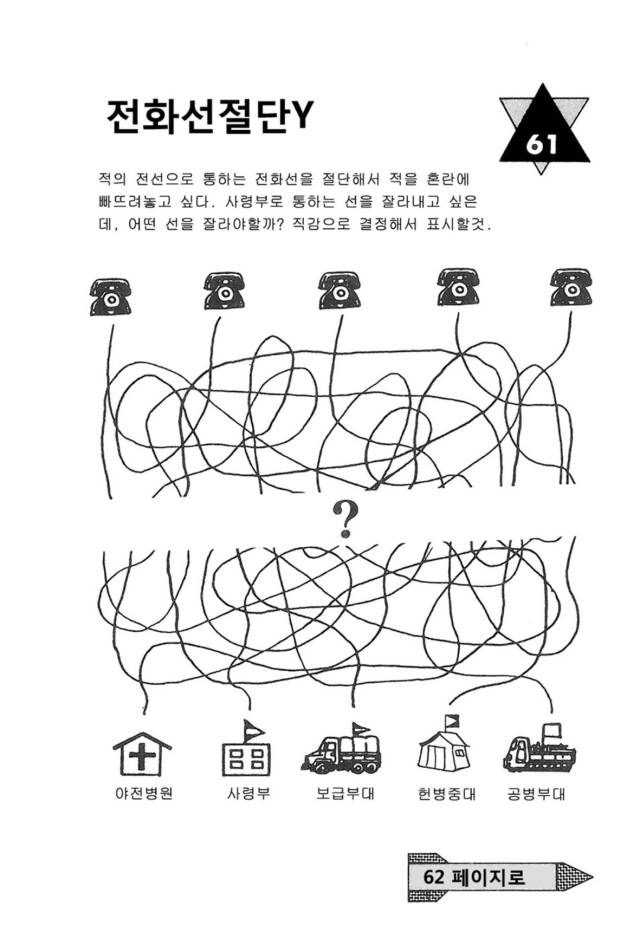 전화선절단Y
61
적의 전선으로 통하는 전화선을 절단해서 적을 혼란에
빠뜨려놓고 싶다. 사령부로 통하는 선을 잘라내고 싶은
데, 어떤 선을 잘라야할까? 직감으로 결정해서 표시할것.
?
야전병원 사령부 보급부대 헌병중대 공병부대
62 페이지로